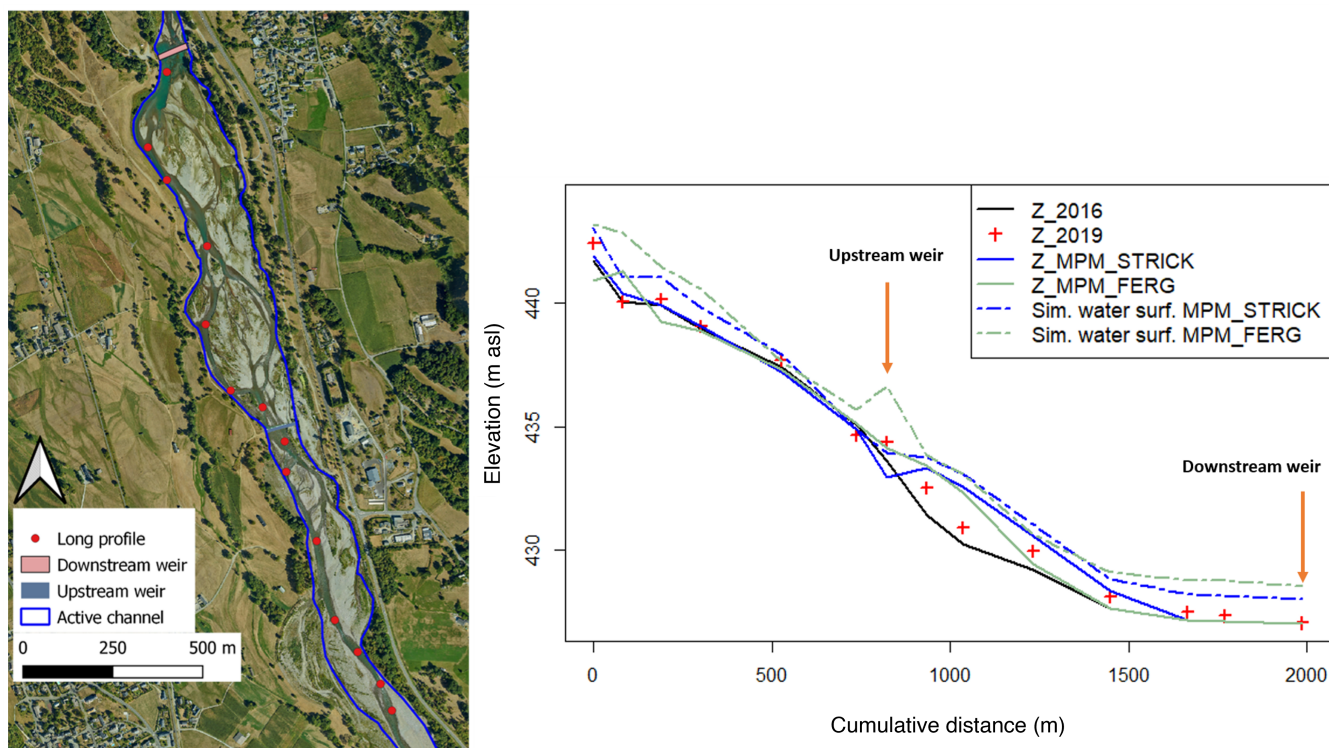 Long profile
Downstream weir
Upstream weir
Active channel
0 250 500 m
Z_2016
Z_2019
Z_MPM_STRICK
Z_MPM_FERG
Sim. water surf. MPM_STRICK
Sim. water surf. MPM_FERG
Upstream weir
Downstream weir
Elevation (m asl)
440
435
430
0 500 1000 1500 2000
Cumulative distance (m)